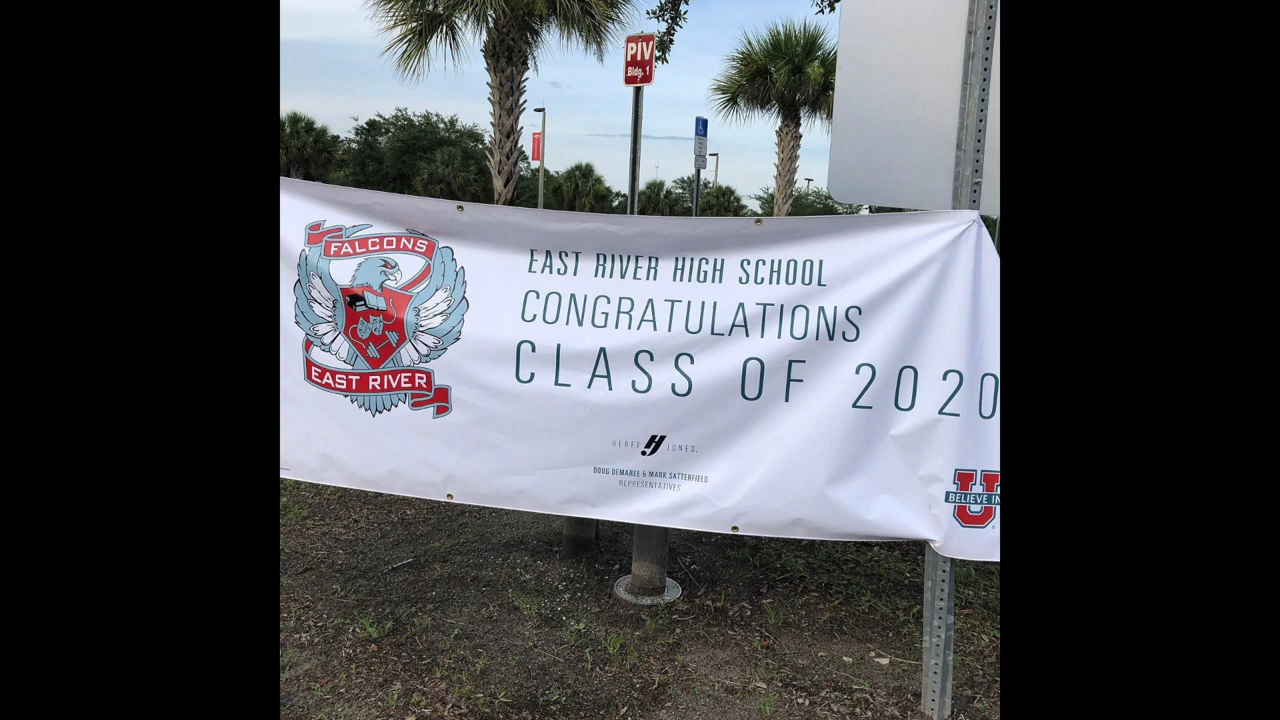 PIV
Bldg. 1
FALCONS
EAST RIVER
EAST RIVER HIGH SCHOOL
CONGRATULATIONS
CLASS OF 2020
HERFF JONES.
DOUG DEMAREE & MARK SATTERFIELD
REPRESENTATIVES
U
BELIEVE IN